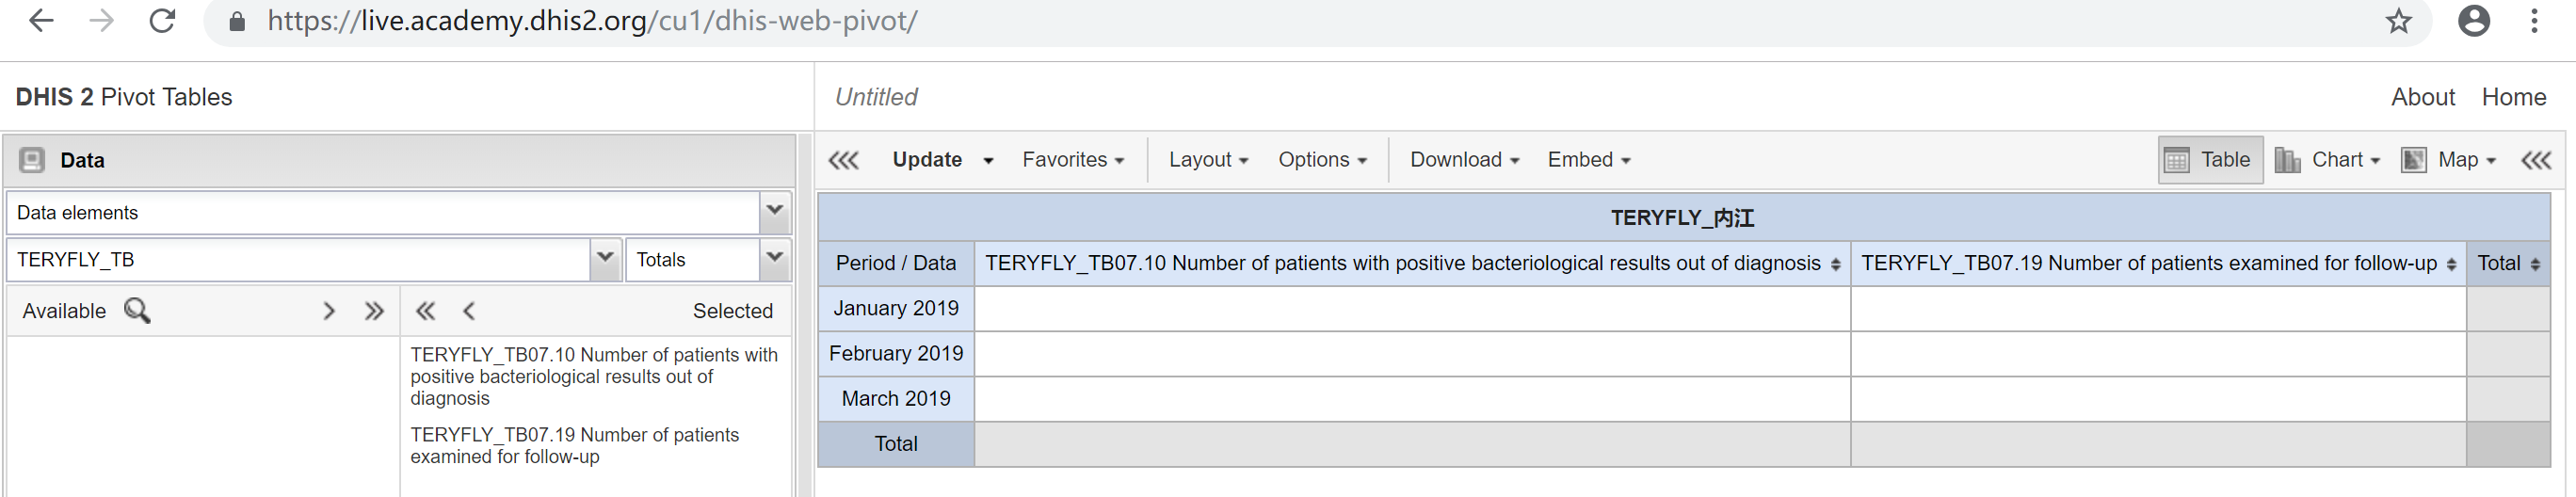 https://live.academy.dhis2.org/cu1/dhis-web-pivot/
DHIS 2 Pivot Tables
Untitled
About Home
Data
Update Favorites Layout Options Download Embed Table Chart Map
Data elements
TERYFLY_TB Totals
Available Selected
TERYFLY_TB07.10 Number of patients with
positive bacteriological results out of
diagnosis
TERYFLY_TB07.19 Number of patients
examined for follow-up
TERYFLY_内江
Period / Data TERYFLY_TB07.10 Number of patients with positive bacteriological results out of diagnosis TERYFLY_TB07.19 Number of patients examined for follow-up Total
January 2019
February 2019
March 2019
Total